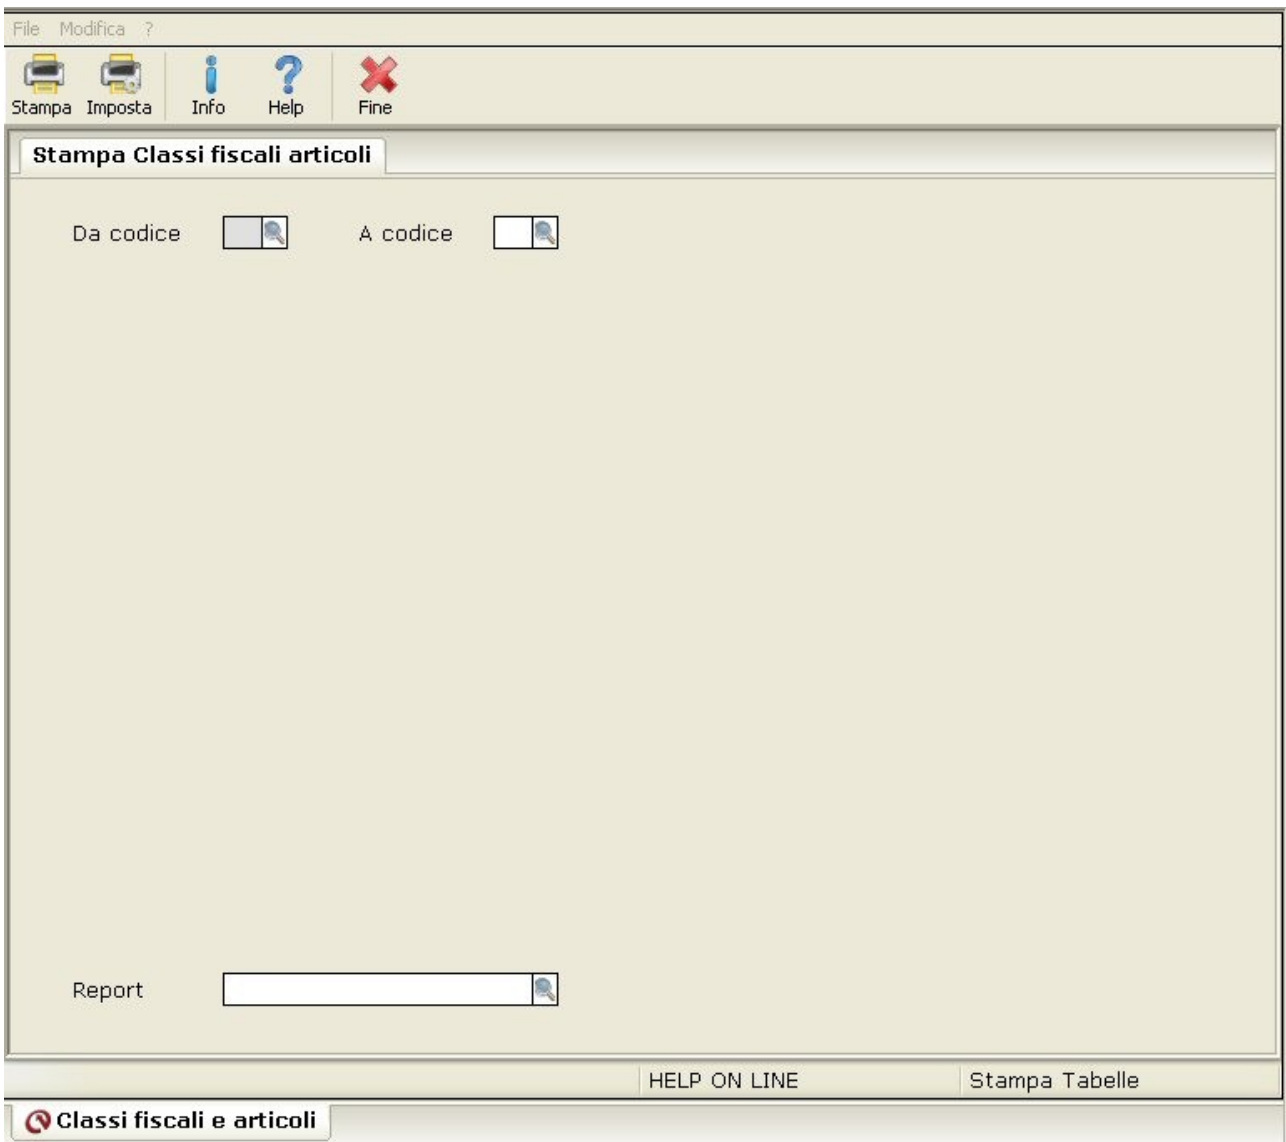 File Modifica ?
Stampa Imposta Info Help Fine
Stampa Classi fiscali articoli
Da codice A codice
Report
HELP ON LINE Stampa Tabelle
Classi fiscali e articoli